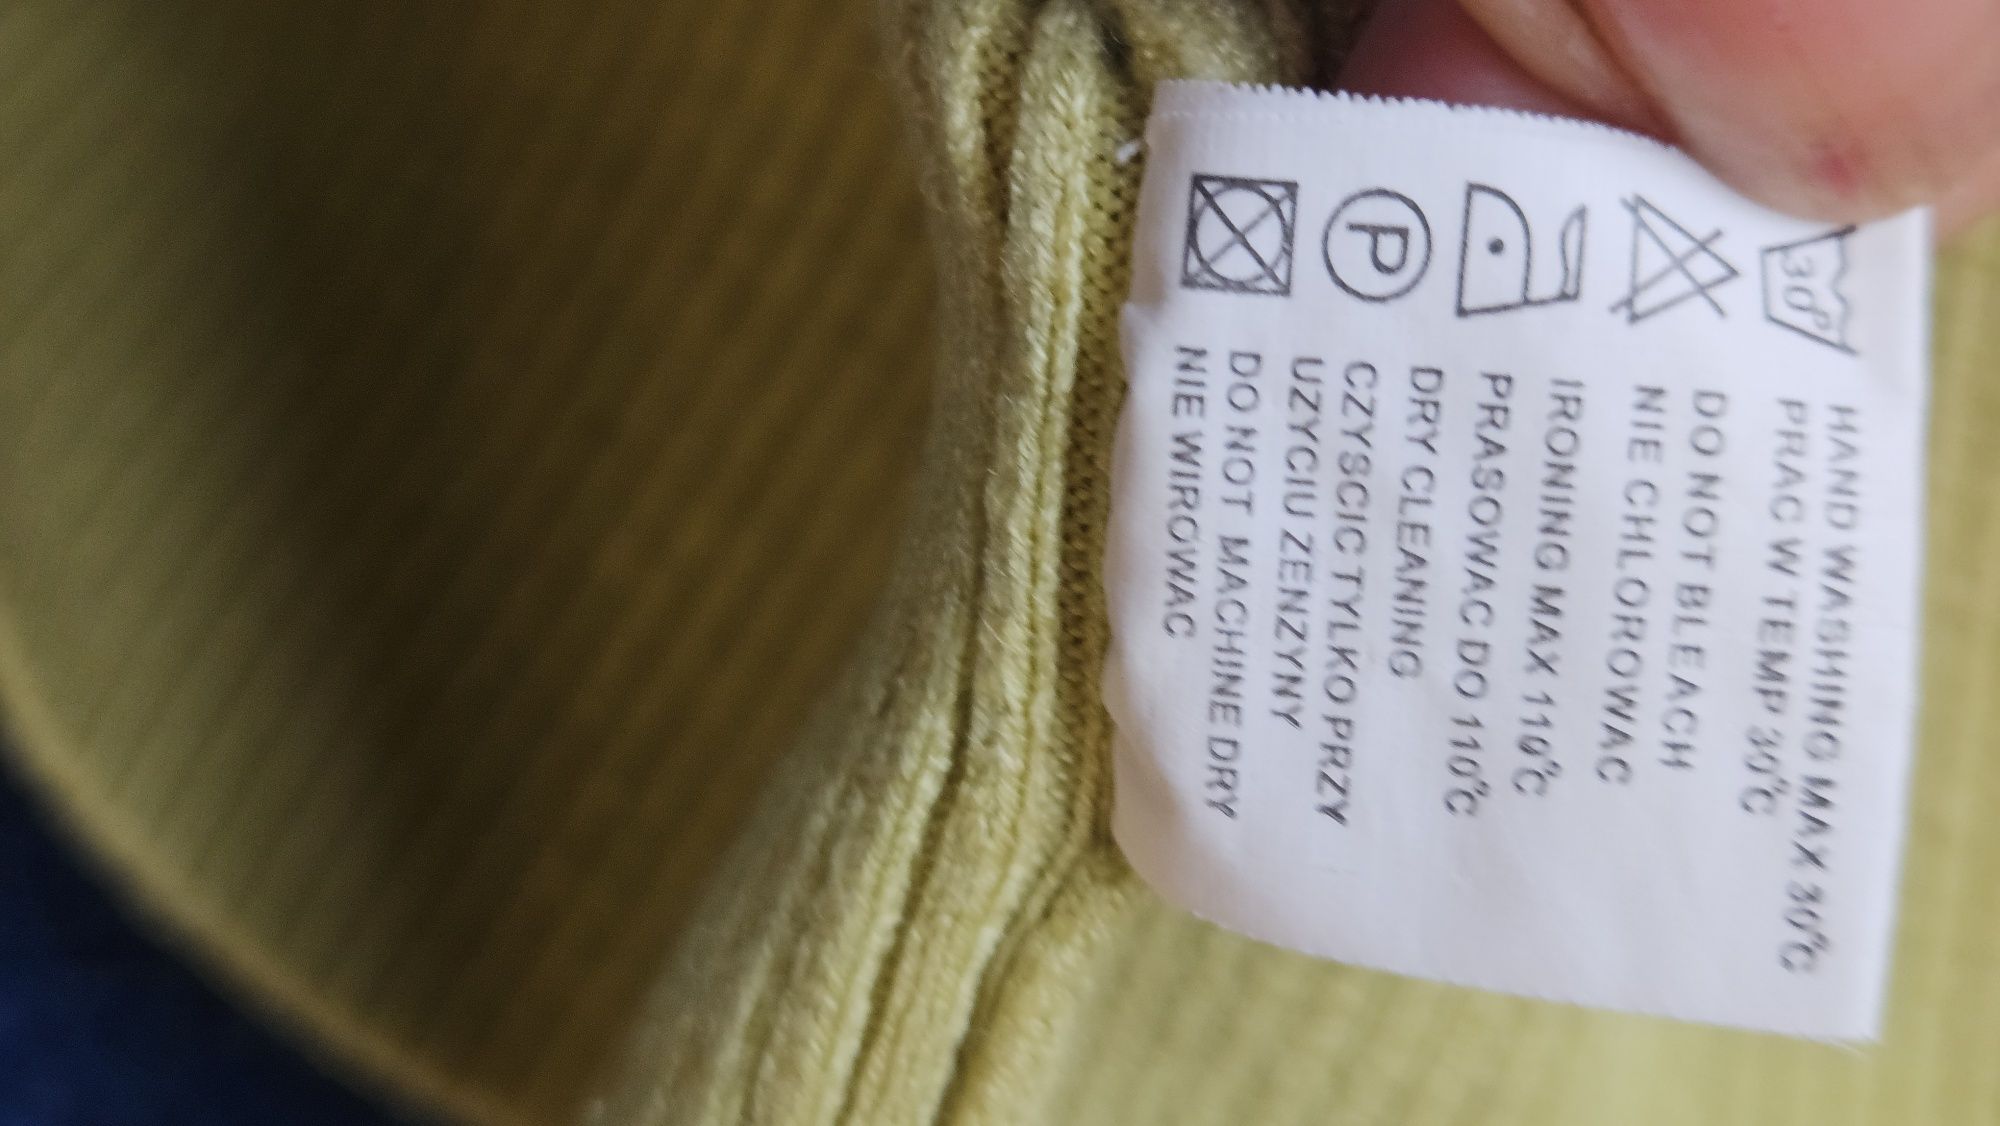 30°
HAND WASHING MAX 30°C
PRAC W TEMP 30°C
DO NOT BLEACH
NIE CHLOROWAC
IRONING MAX 110°C
PRASOWAC DO 110°C
P
DRY CLEANING
CZYSCIC TYLKO PRZY
UZYCIU ZENZYNY
DO NOT MACHINE DRY
NIE WIROWAC